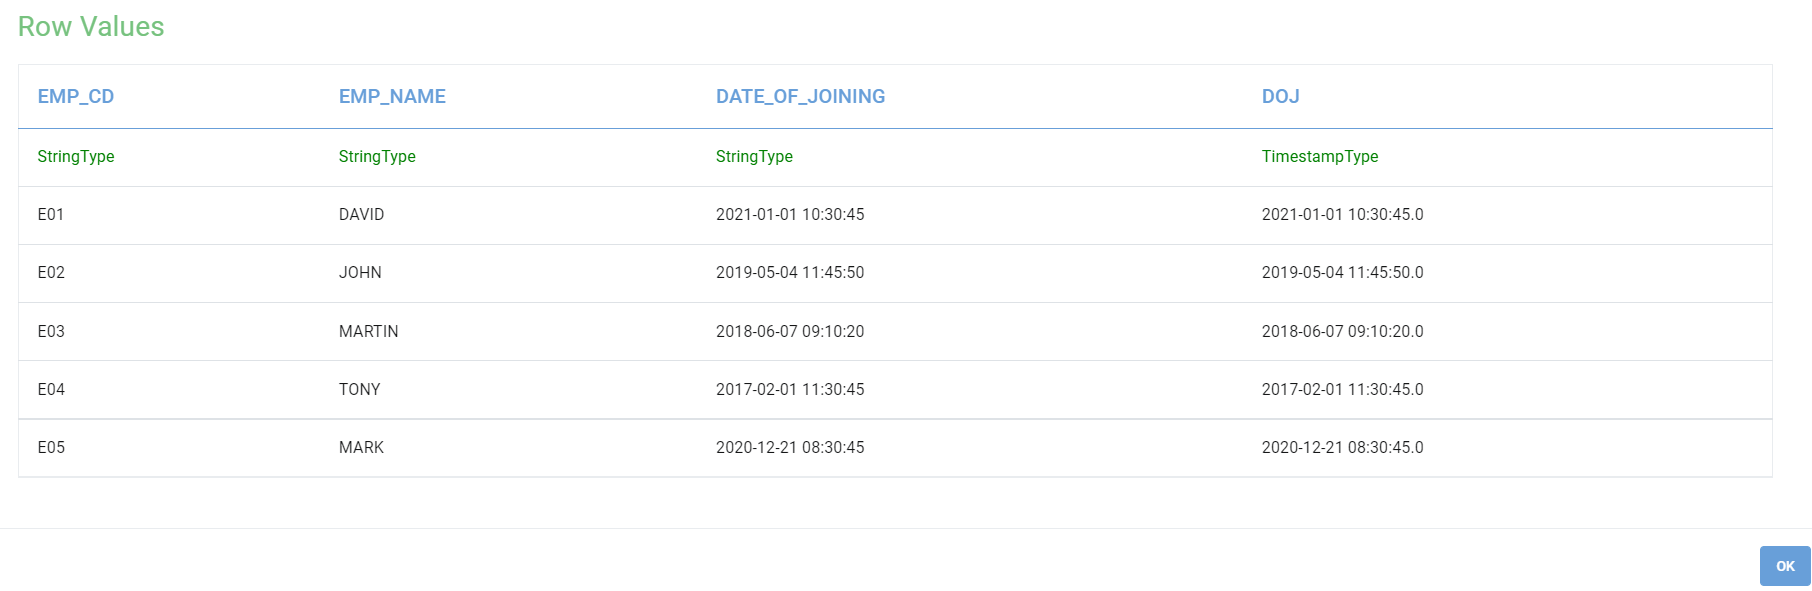 Row Values
EMP_CD EMP_NAME DATE_OF_JOINING DOJ
StringType StringType StringType TimestampType
E01 DAVID 2021-01-01 10:30:45 2021-01-01 10:30:45.0
E02 JOHN 2019-05-04 11:45:50 2019-05-04 11:45:50.0
E03 MARTIN 2018-06-07 09:10:20 2018-06-07 09:10:20.0
E04 TONY 2017-02-01 11:30:45 2017-02-01 11:30:45.0
E05 MARK 2020-12-21 08:30:45 2020-12-21 08:30:45.0
OK